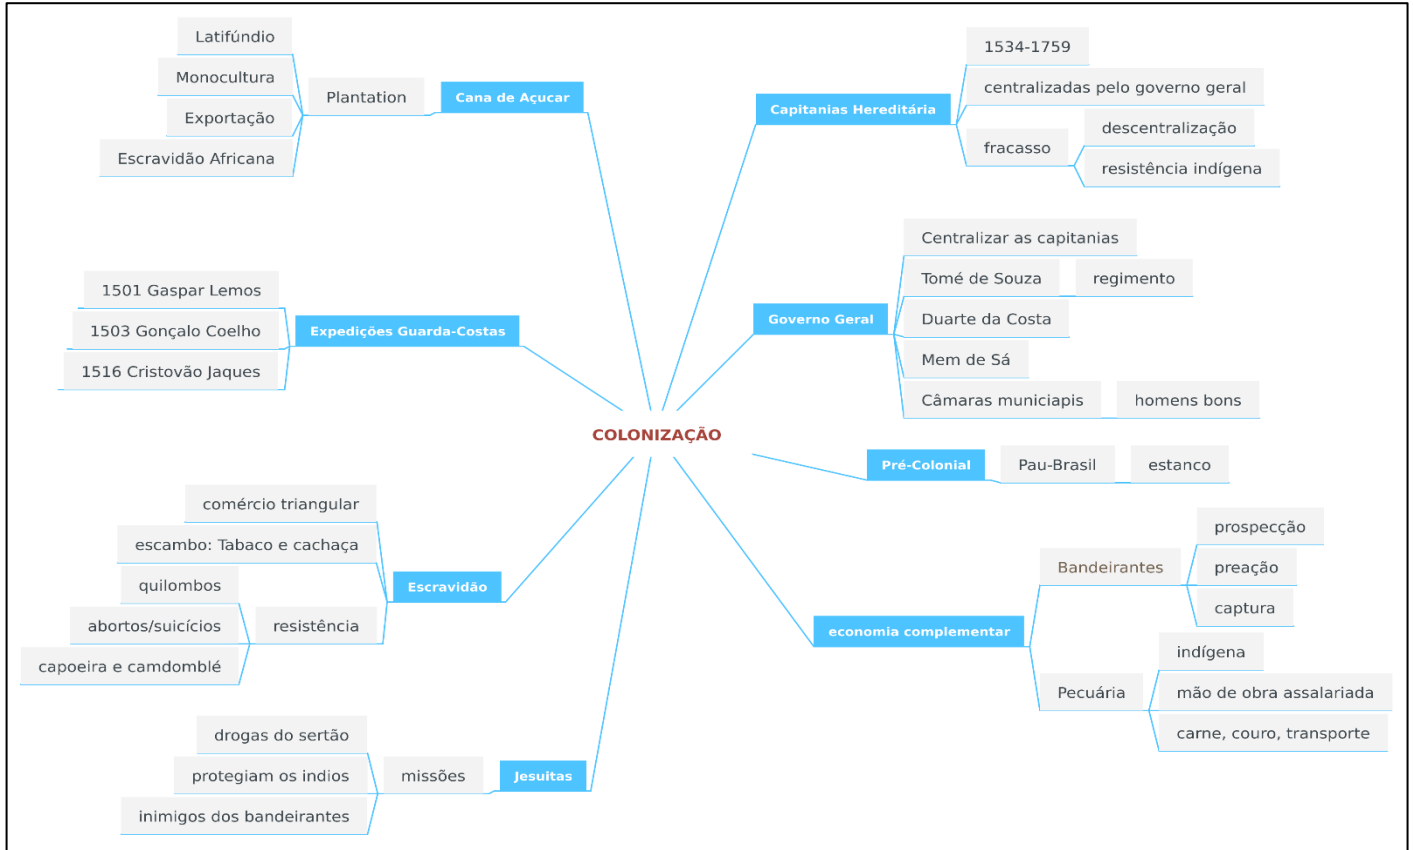 Latifúndio
Monocultura
Exportação
Escravidão Africana
Plantation
Cana de Açucar
1501 Gaspar Lemos
1503 Gonçalo Coelho
1516 Cristovão Jaques
Expedições Guarda-Costas
COLONIZAÇÃO
comércio triangular
escambo: Tabaco e cachaça
quilombos
abortos/suicícios
capoeira e camdomblé
resistência
Escravidão
drogas do sertão
protegiam os indios
inimigos dos bandeirantes
missões
Jesuitas
Capitanias Hereditária
1534-1759
centralizadas pelo governo geral
fracasso
descentralização
resistência indígena
Governo Geral
Centralizar as capitanias
Tomé de Souza
regimento
Duarte da Costa
Mem de Sá
Câmaras municiapis
homens bons
Pré-Colonial
Pau-Brasil
estanco
economia complementar
Bandeirantes
prospecção
preação
captura
Pecuária
indígena
mão de obra assalariada
carne, couro, transporte